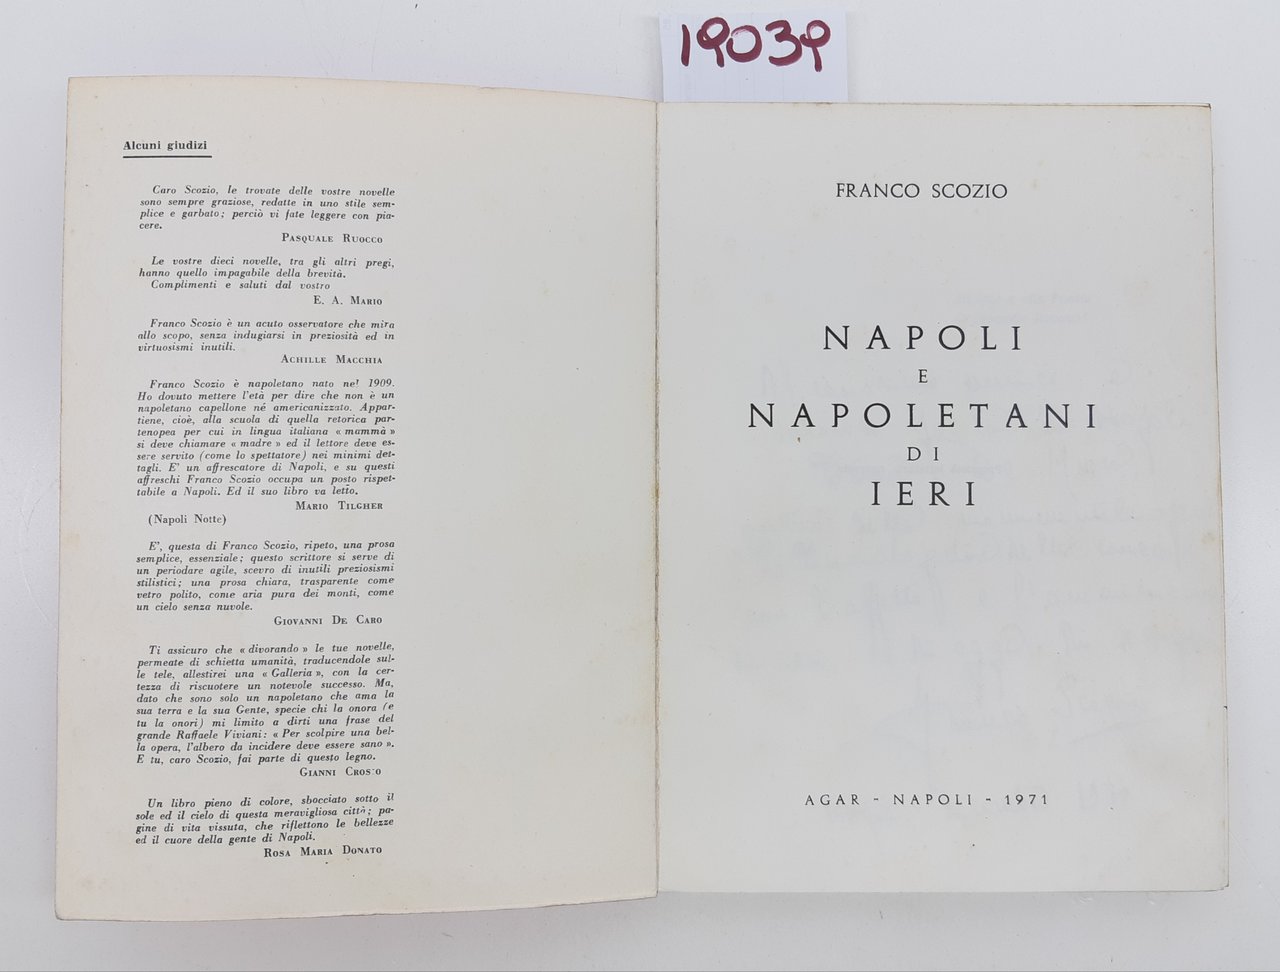 19039
Alcuni giudizi
Caro Scozio, le trovate delle vostre novelle
sono sempre graziose, redatte in uno stile sem-
plice e garbato; perciò vi fate leggere con pia-
cere.
Pasquale Ruocco
Le vostre dieci novelle, tra gli altri pregi,
hanno quello impagabile della brevità.
Complimenti e saluti dal vostro
E. A. Mario
Franco Scozio è un acuto osservatore che mira
allo scopo, senza indugiarsi in preziosità ed in
virtuosismi inutili.
Achille Macchia
Franco Scozio è napoletano nato ne! 1909.
Ho dovuto mettere l'età per dire che non è un
napoletano capellone né americanizzato. Appar-
tiene, cioè, alla scuola di quella retorica par-
tenopea per cui in lingua italiana « mammà »
si deve chiamare « madre » ed il lettore deve es-
sere servito (come lo spettatore) nei minimi det-
tagli. E' un affrescatore di Napoli, e su questi
affreschi Franco Scozio occupa un posto rispet-
tabile a Napoli. Ed il suo libro va letto.
Mario Tilgher
(Napoli Notte)
E', questa di Franco Scozio, ripeto, una prosa
semplice, essenziale; questo scrittore si serve di
un periodare agile, scevro di inutili preziosismi
stilistici; una prosa chiara, trasparente come
vetro polito, come aria pura dei monti, come
un cielo senza nuvole.
Giovanni De Caro
Ti assicuro che « divorando » le tue novelle,
permeate di schietta umanità, traducendole sul-
le tele, allestirei una « Galleria », con la cer-
tezza di riscuotere un notevole successo. Ma,
dato che sono solo un napoletano che ama la
sua terra e la sua Gente, specie chi la onora (e
tu la onori) mi limito a dirti una frase del
grande Raffaele Viviani: « Per scolpire una bel-
la opera, l'albero da incidere deve essere sano ».
E tu, caro Scozio, fai parte di questo legno.
Gianni
Un libro pieno di colore, sbocciato sotto il
sole ed il cielo di questa meravigliosa città; pa-
gine di vita vissuta, che riflettono le bellezze
ed il cuore della gente di Napoli.
Rosa Maria Donato
FRANCO SCOZIO
NAPOLI
E
NAPOLETANI
DI
IERI
AGAR - NAPOLI - 1971